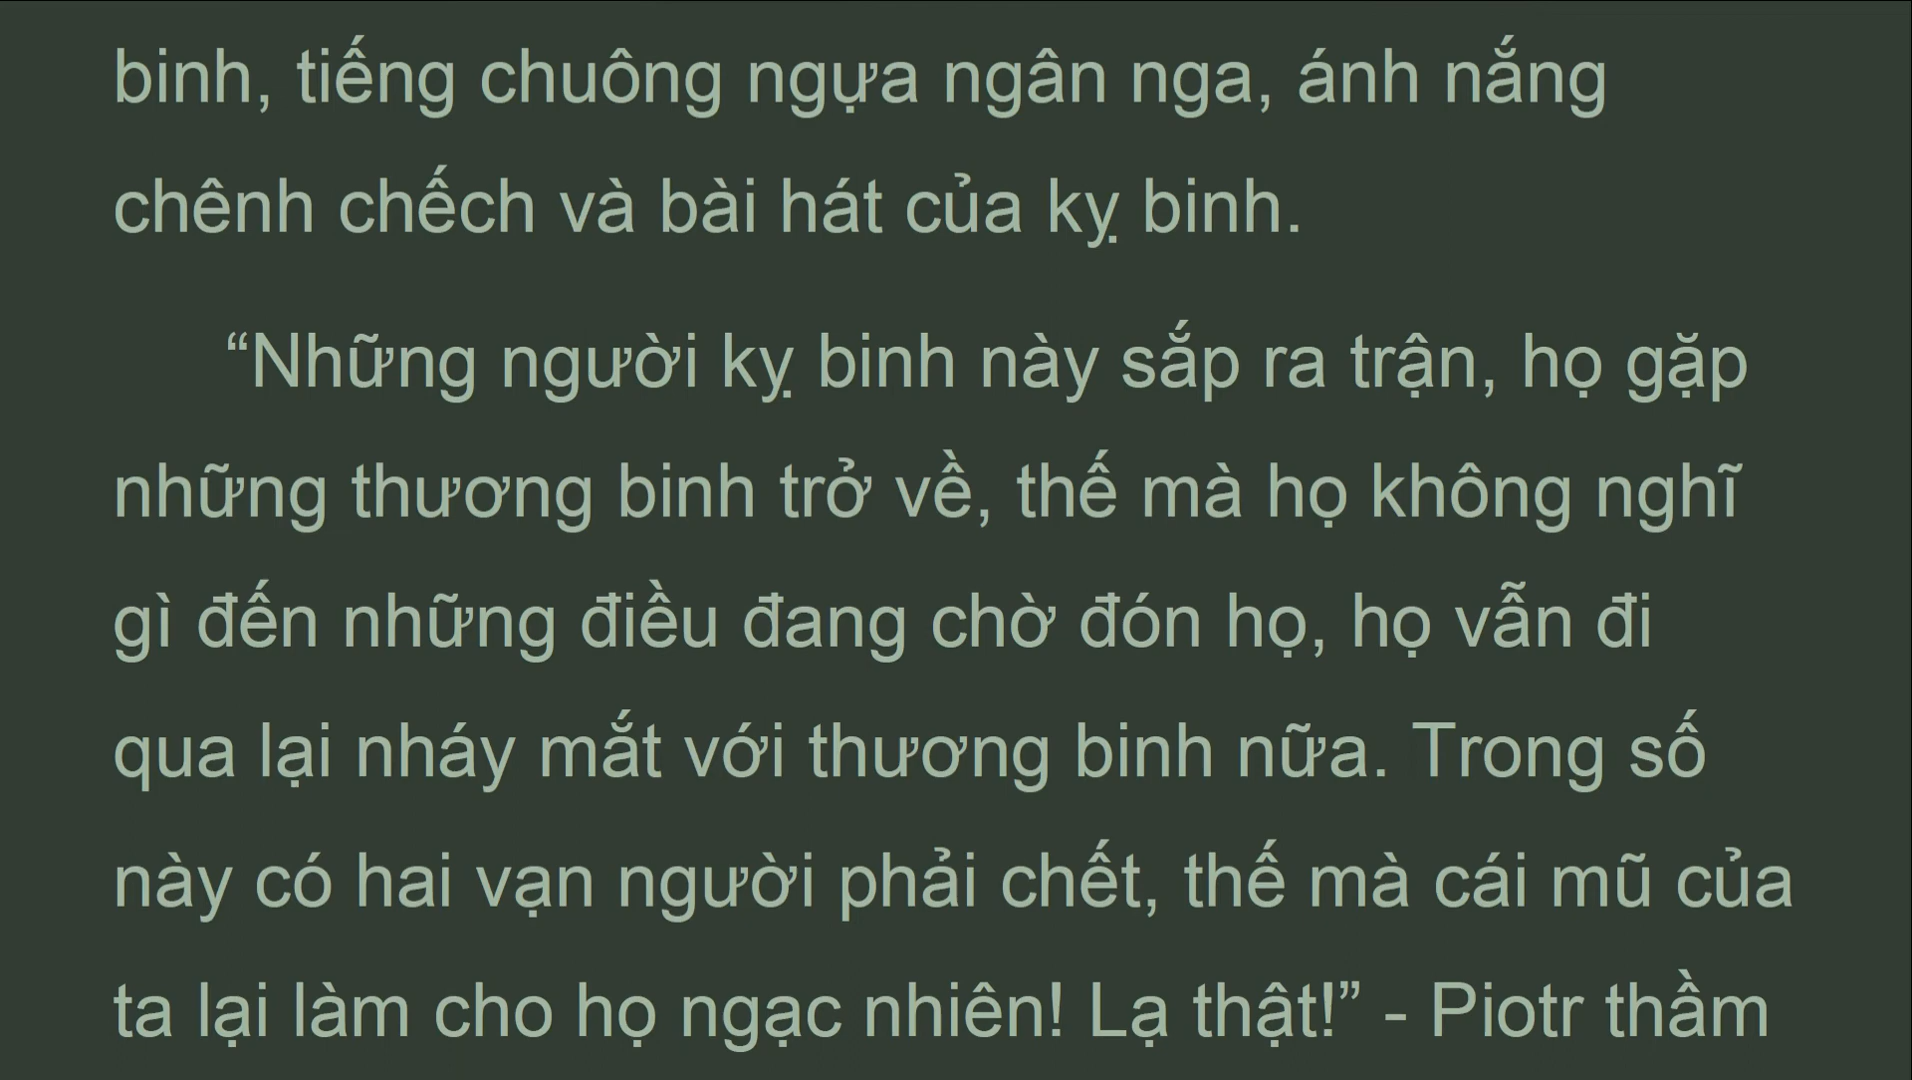 binh, tiếng chuông ngựa ngân nga, ánh nắng
chênh chếch và bài hát của kỵ binh.
“Những người kỵ binh này sắp ra trận, họ gặp
những thương binh trở về, thế mà họ không nghĩ
gì đến những điều đang chờ đón họ, họ vẫn đi
qua lại nháy mắt với thương binh nữa. Trong số
này có hai vạn người phải chết, thế mà cái mũ của
ta lại làm cho họ ngạc nhiên! Lạ thật!” - Piotr thầm